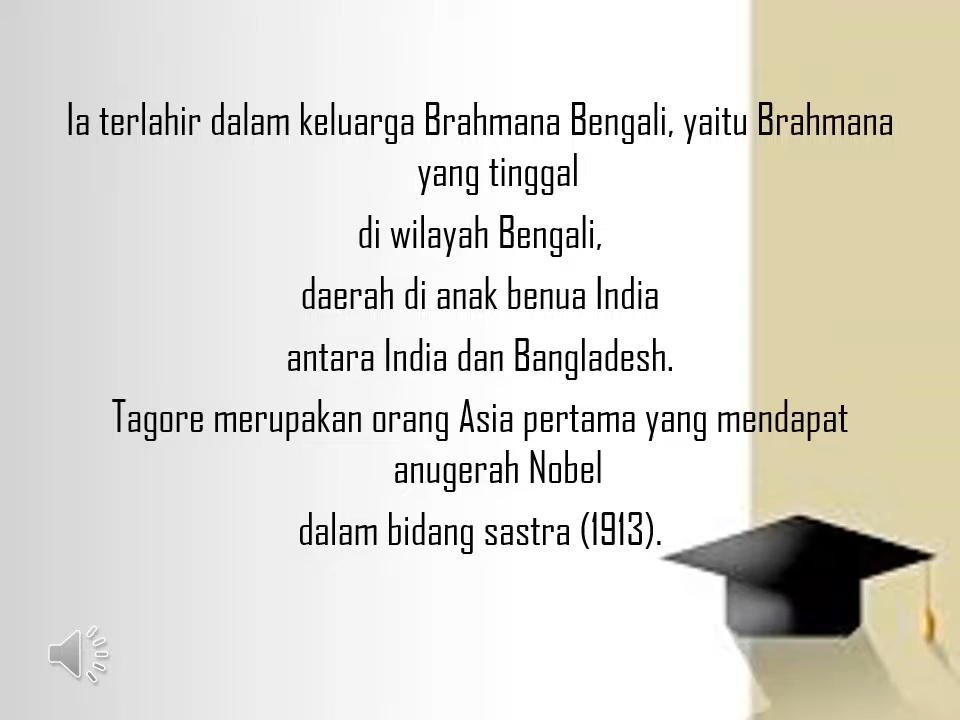 Ia terlahir dalam keluarga Brahmana Bengali, yaitu Brahmana
yang tinggal
di wilayah Bengali,
daerah di anak benua India
antara India dan Bangladesh.
Tagore merupakan orang Asia pertama yang mendapat
anugerah Nobel
dalam bidang sastra (1913).